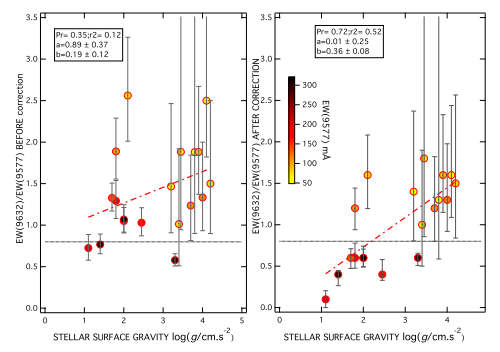 3.5
3.0
2.5
2.0
1.5
1.0
0.5
0.0
EW(9632)/EW(9577) BEFORE correction
Pr= 0.35;r2= 0.12
a=0.89 ± 0.37
b=0.19 ± 0.12
0 1 2 3 4 5
STELLAR SURFACE GRAVITY log(g/cm.s⁻²)
3.5
3.0
2.5
2.0
1.5
1.0
0.5
0.0
EW(9632)/EW(9577) AFTER CORRECTION
Pr= 0.72;r2= 0.52
a=0.01 ± 0.25
b=0.36 ± 0.08
300
250
200
150
100
50
EW(9577) mÅ
0 1 2 3 4
STELLAR SURFACE GRAVITY log(g/cm.s⁻²)